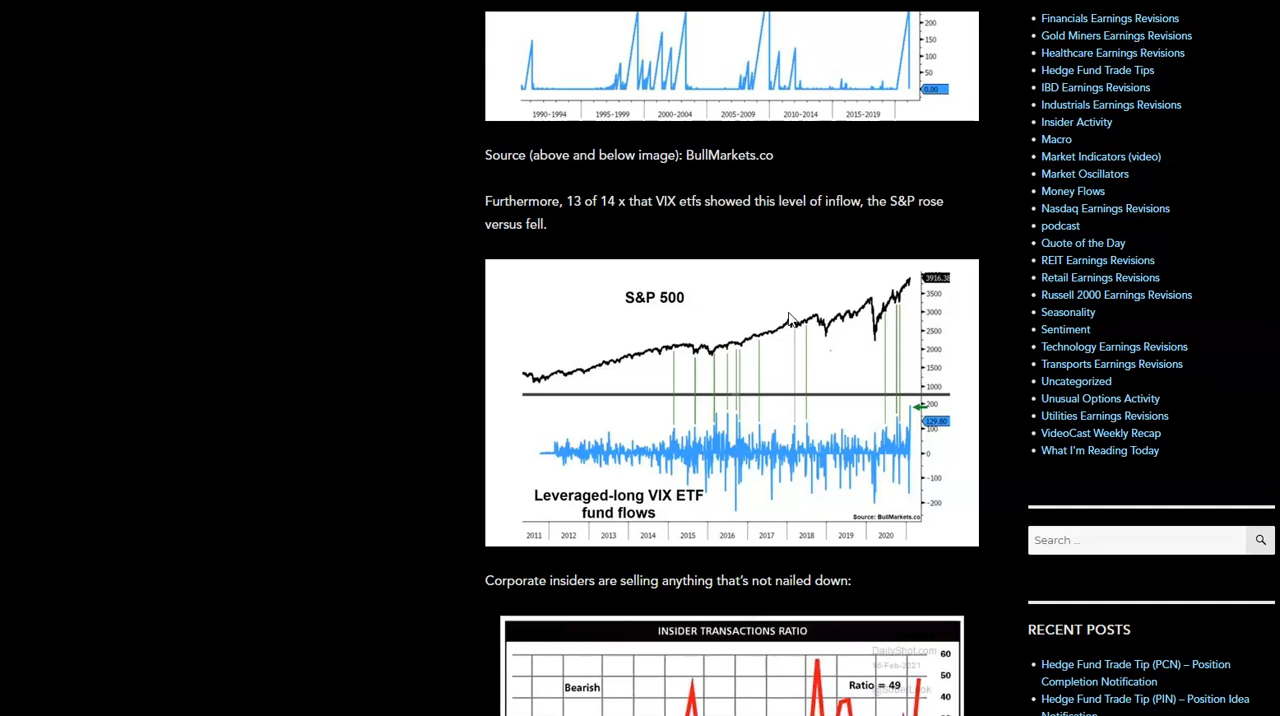 200
150
100
50
0.00
1990-1994 1995-1999 2000-2004 2005-2009 2010-2014 2015-2019
Source (above and below image): BullMarkets.co
Furthermore, 13 of 14 x that VIX etfs showed this level of inflow, the S&P rose
versus fell.
S&P 500
3916.38
3500
3000
2500
2000
1500
1000
200
129.80
100
0
-100
-200
Leveraged-long VIX ETF
fund flows
Source: BullMarkets.co
2011 2012 2013 2014 2015 2016 2017 2018 2019 2020
Corporate insiders are selling anything that's not nailed down:
INSIDER TRANSACTIONS RATIO
DailyShot.com
16-Feb-2021
@SoberLook
60
50
40
Bearish
Ratio = 49
Financials Earnings Revisions
Gold Miners Earnings Revisions
Healthcare Earnings Revisions
Hedge Fund Trade Tips
IBD Earnings Revisions
Industrials Earnings Revisions
Insider Activity
Macro
Market Indicators (video)
Market Oscillators
Money Flows
Nasdaq Earnings Revisions
podcast
Quote of the Day
REIT Earnings Revisions
Retail Earnings Revisions
Russell 2000 Earnings Revisions
Seasonality
Sentiment
Technology Earnings Revisions
Transports Earnings Revisions
Uncategorized
Unusual Options Activity
Utilities Earnings Revisions
VideoCast Weekly Recap
What I'm Reading Today
Search ...
RECENT POSTS
Hedge Fund Trade Tip (PCN) – Position
Completion Notification
Hedge Fund Trade Tip (PIN) – Position Idea
Notification